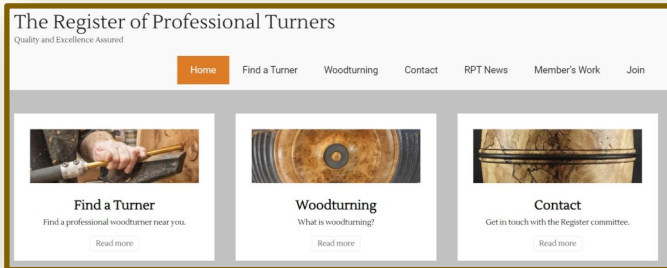 The Register of Professional Turners
Quality and Excellence Assured
Home Find a Turner Woodturning Contact RPT News Member's Work Join
Find a Turner
Find a professional woodturner near you.
Read more
Woodturning
What is woodturning?
Read more
Contact
Get in touch with the Register committee.
Read more